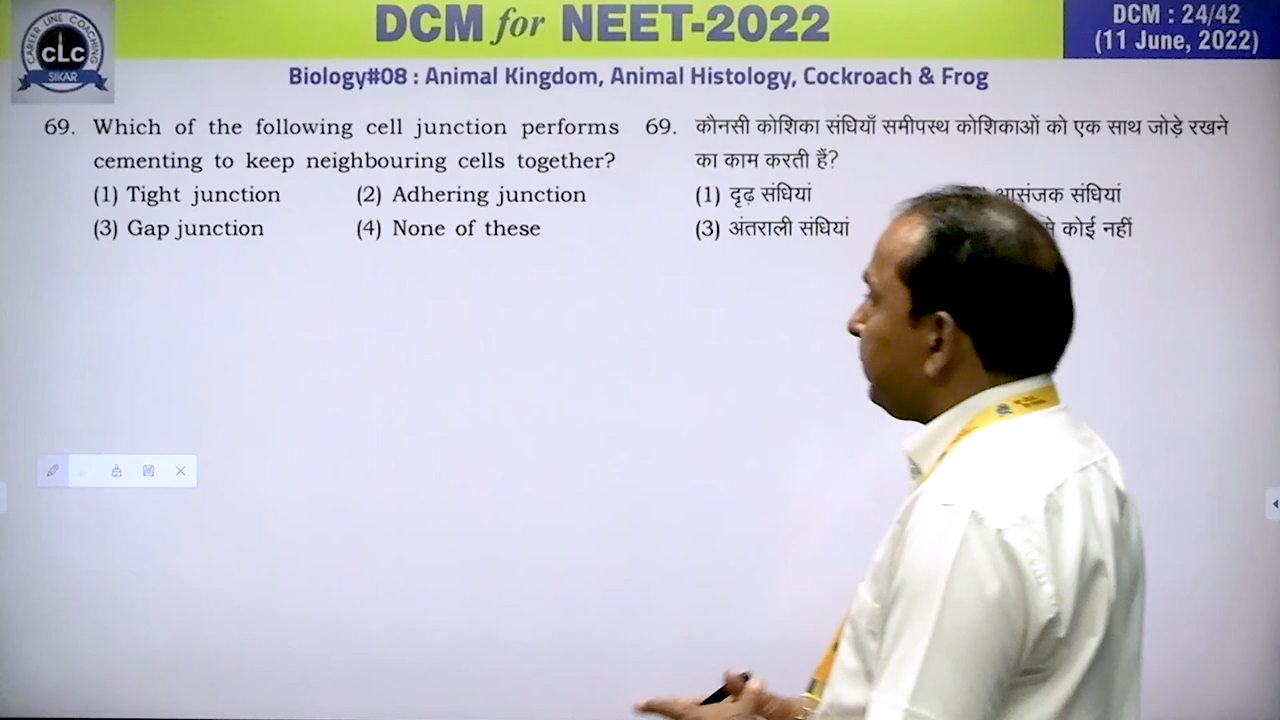 CAREER LINE COACHING
CLC
SIKAR
DCM for NEET-2022
DCM : 24/42
(11 June, 2022)
Biology#08 : Animal Kingdom, Animal Histology, Cockroach & Frog
69. Which of the following cell junction performs
cementing to keep neighbouring cells together?
(1) Tight junction (2) Adhering junction
(3) Gap junction (4) None of these
69. कौनसी कोशिका संधियाँ समीपस्थ कोशिकाओं को एक साथ जोड़े रखने
का काम करती हैं?
(1) दृढ़ संधियां आसंजक संधियां
(3) अंतराली संधियां से कोई नहीं